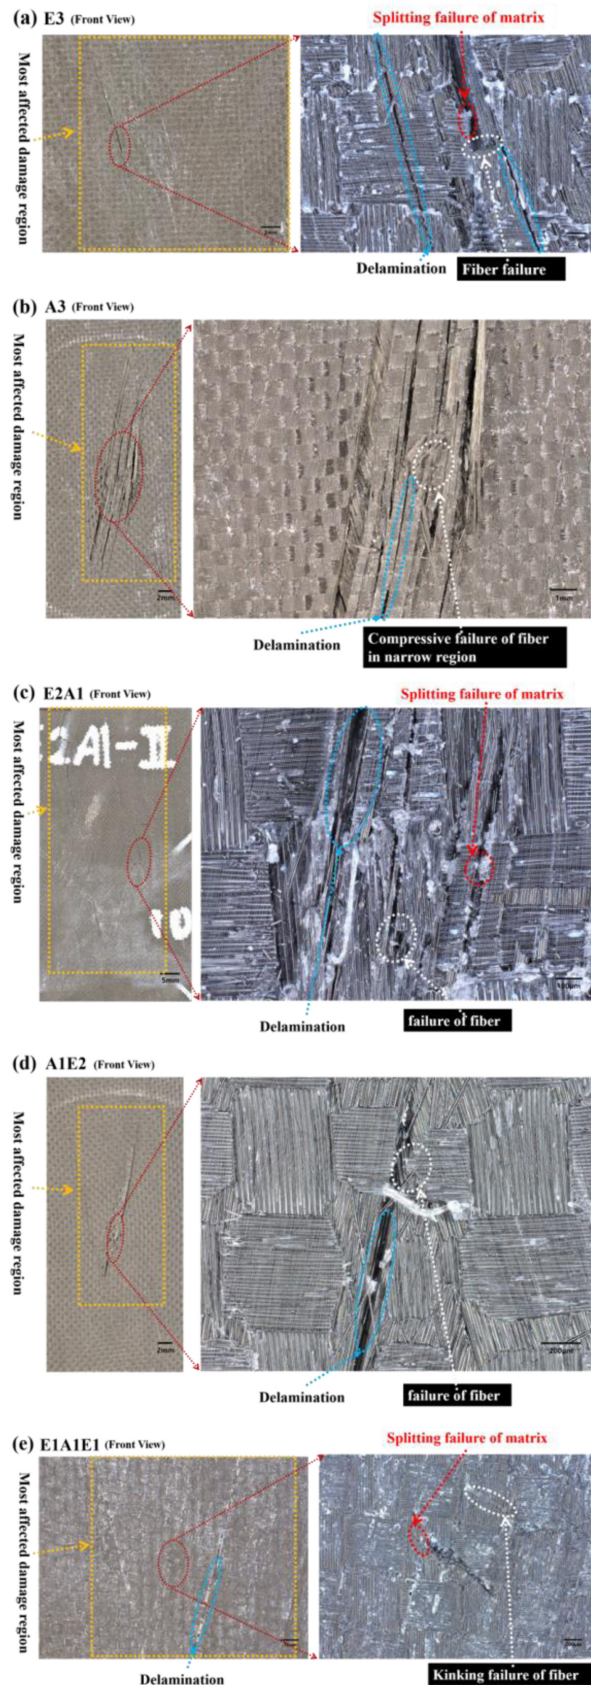 (a) E3 (Front View)
Splitting failure of matrix
Most affected damage region
Delamination
Fiber failure
(b) A3 (Front View)
Most affected damage region
2mm
1mm
Delamination
Compressive failure of fiber
in narrow region
(c) E2A1 (Front View)
Splitting failure of matrix
Most affected damage region
2A1-II
10
5mm
100µm
Delamination
failure of fiber
(d) A1E2 (Front View)
Most affected damage region
2mm
200µm
Delamination
failure of fiber
(e) E1A1E1 (Front View)
Splitting failure of matrix
Most affected damage region
Delamination
Kinking failure of fiber